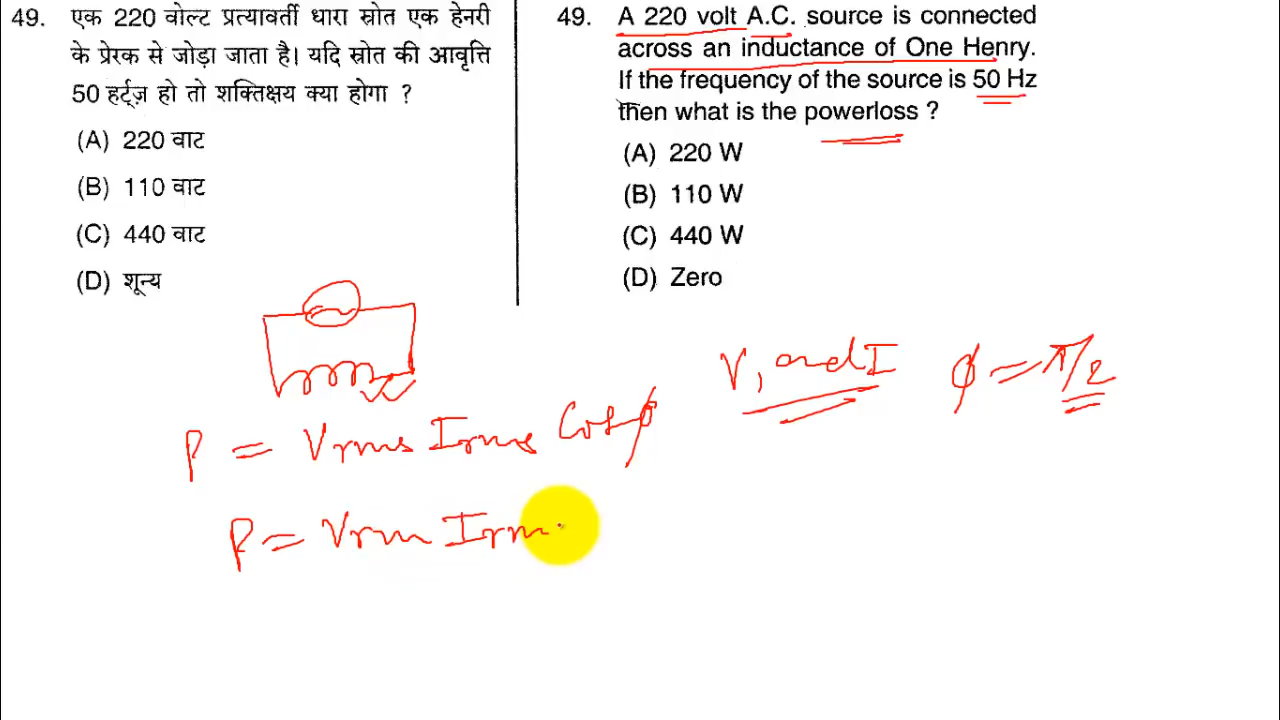 49. एक 220 वोल्ट प्रत्यावर्ती धारा स्रोत एक हेनरी
के प्रेरक से जोड़ा जाता है। यदि स्रोत की आवृत्ति
50 हर्ट्ज़ हो तो शक्तिक्षय क्या होगा ?
(A) 220 वाट
(B) 110 वाट
(C) 440 वाट
(D) शून्य
49. A 220 volt A.C. source is connected
across an inductance of One Henry.
If the frequency of the source is 50 Hz
then what is the powerloss ?
(A) 220 W
(B) 110 W
(C) 440 W
(D) Zero
V, and I ϕ = π/2
P = Vrms Irms Cosϕ
P = Vrm Irm